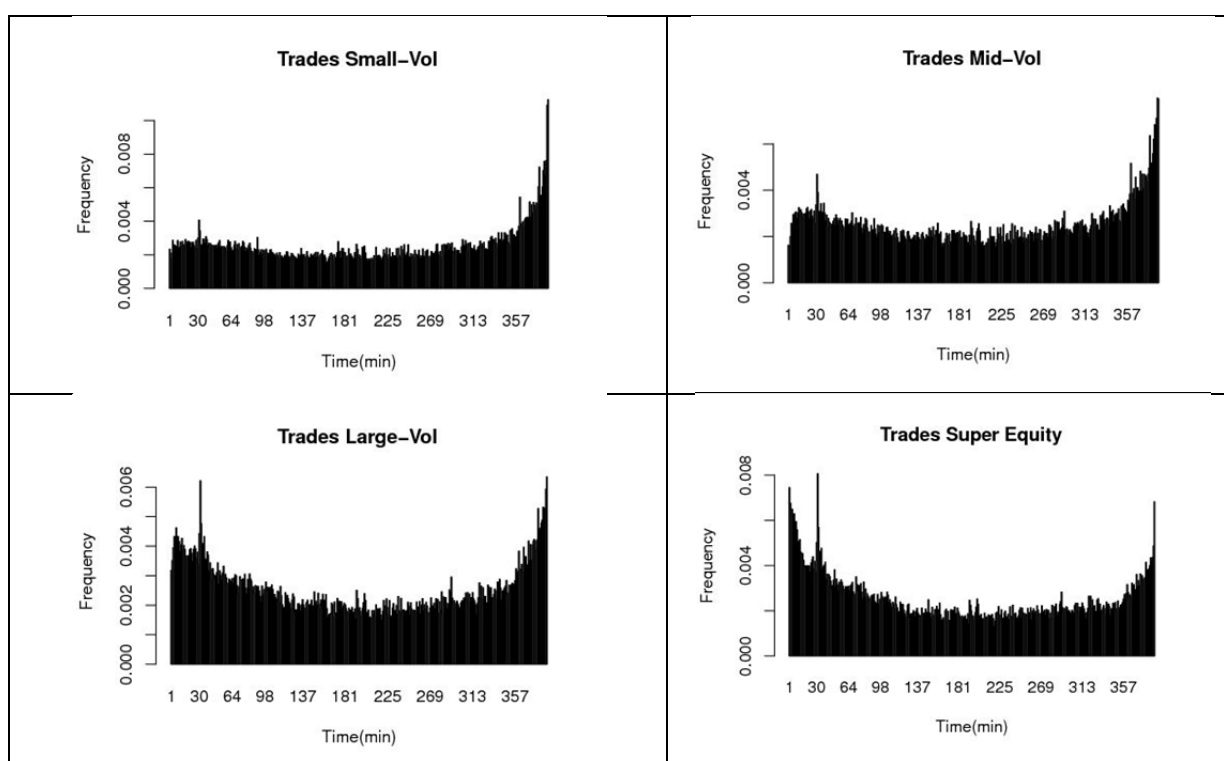 Trades Small-Vol
Frequency
0.000 0.004 0.008
1 30 64 98 137 181 225 269 313 357
Time(min)
Trades Mid-Vol
Frequency
0.000 0.004
1 30 64 98 137 181 225 269 313 357
Time(min)
Trades Large-Vol
Frequency
0.000 0.002 0.004 0.006
1 30 64 98 137 181 225 269 313 357
Time(min)
Trades Super Equity
Frequency
0.000 0.004 0.008
1 30 64 98 137 181 225 269 313 357
Time(min)